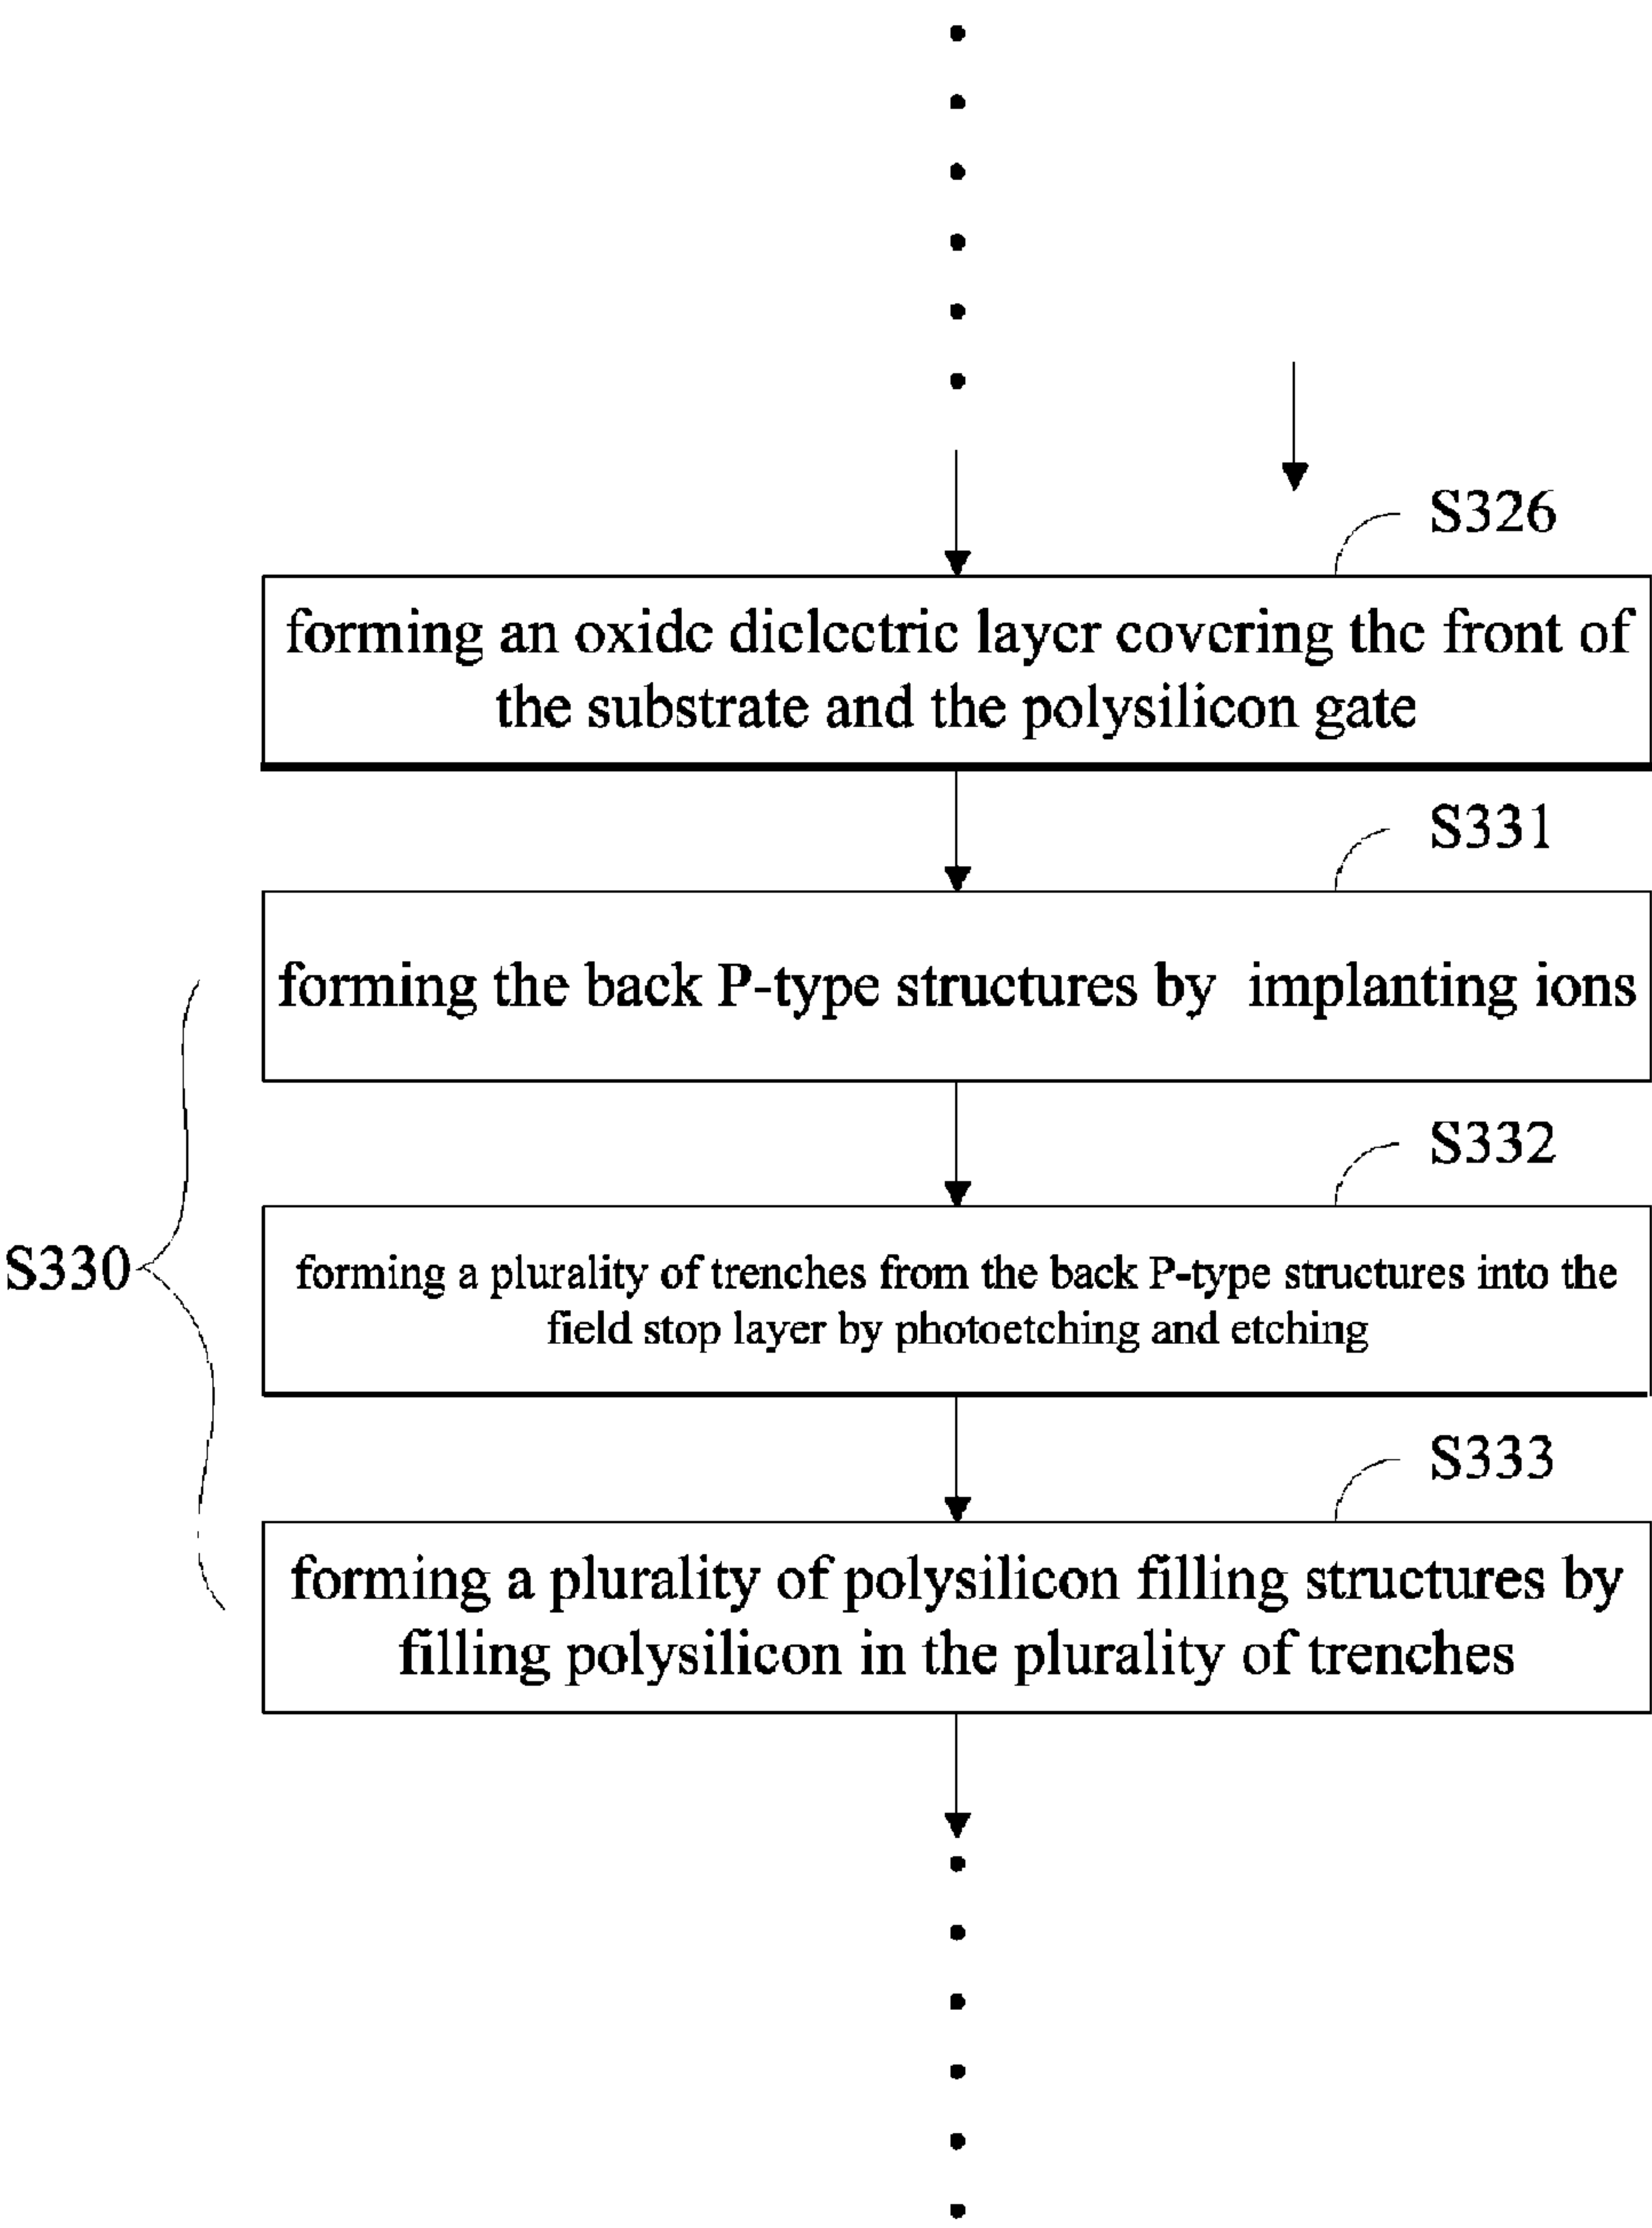 S326
forming an oxide dielectric layer covering the front of
the substrate and the polysilicon gate
S331
forming the back P-type structures by implanting ions
S332
S330
forming a plurality of trenches from the back P-type structures into the
field stop layer by photoetching and etching
S333
forming a plurality of polysilicon filling structures by
filling polysilicon in the plurality of trenches